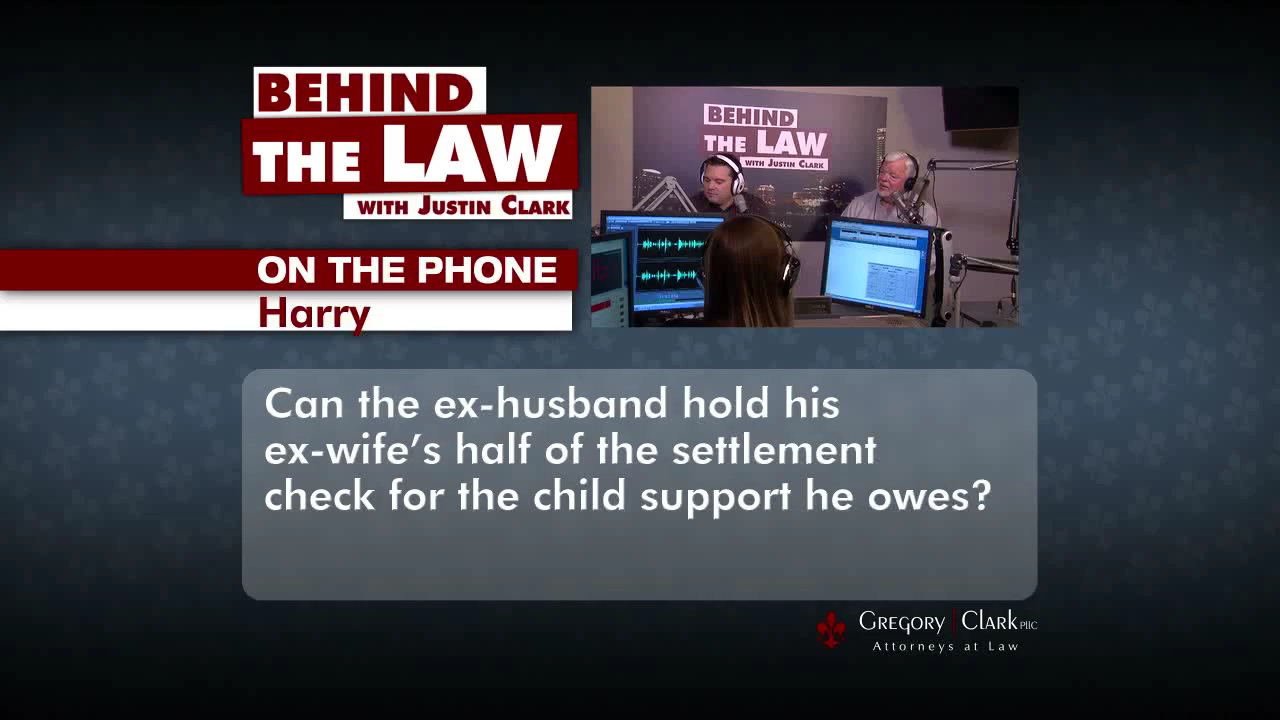 BEHIND
THE LAW
WITH JUSTIN CLARK
BEHIND
THE LAW
WITH JUSTIN CLARK
ON THE PHONE
Harry
Can the ex-husband hold his
ex-wife’s half of the settlement
check for the child support he owes?
GREGORY | CLARK PLLC
Attorneys at Law